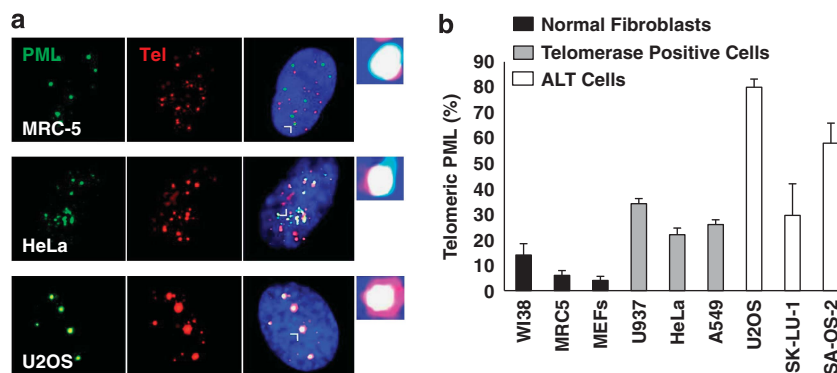 a
PML
Tel
MRC-5
HeLa
U2OS
b
Normal Fibroblasts
Telomerase Positive Cells
ALT Cells
Telomeric PML (%)
90
80
70
60
50
40
30
20
10
0
WI38
MRC5
MEFs
U937
HeLa
A549
U2OS
SK-LU-1
SA-OS-2